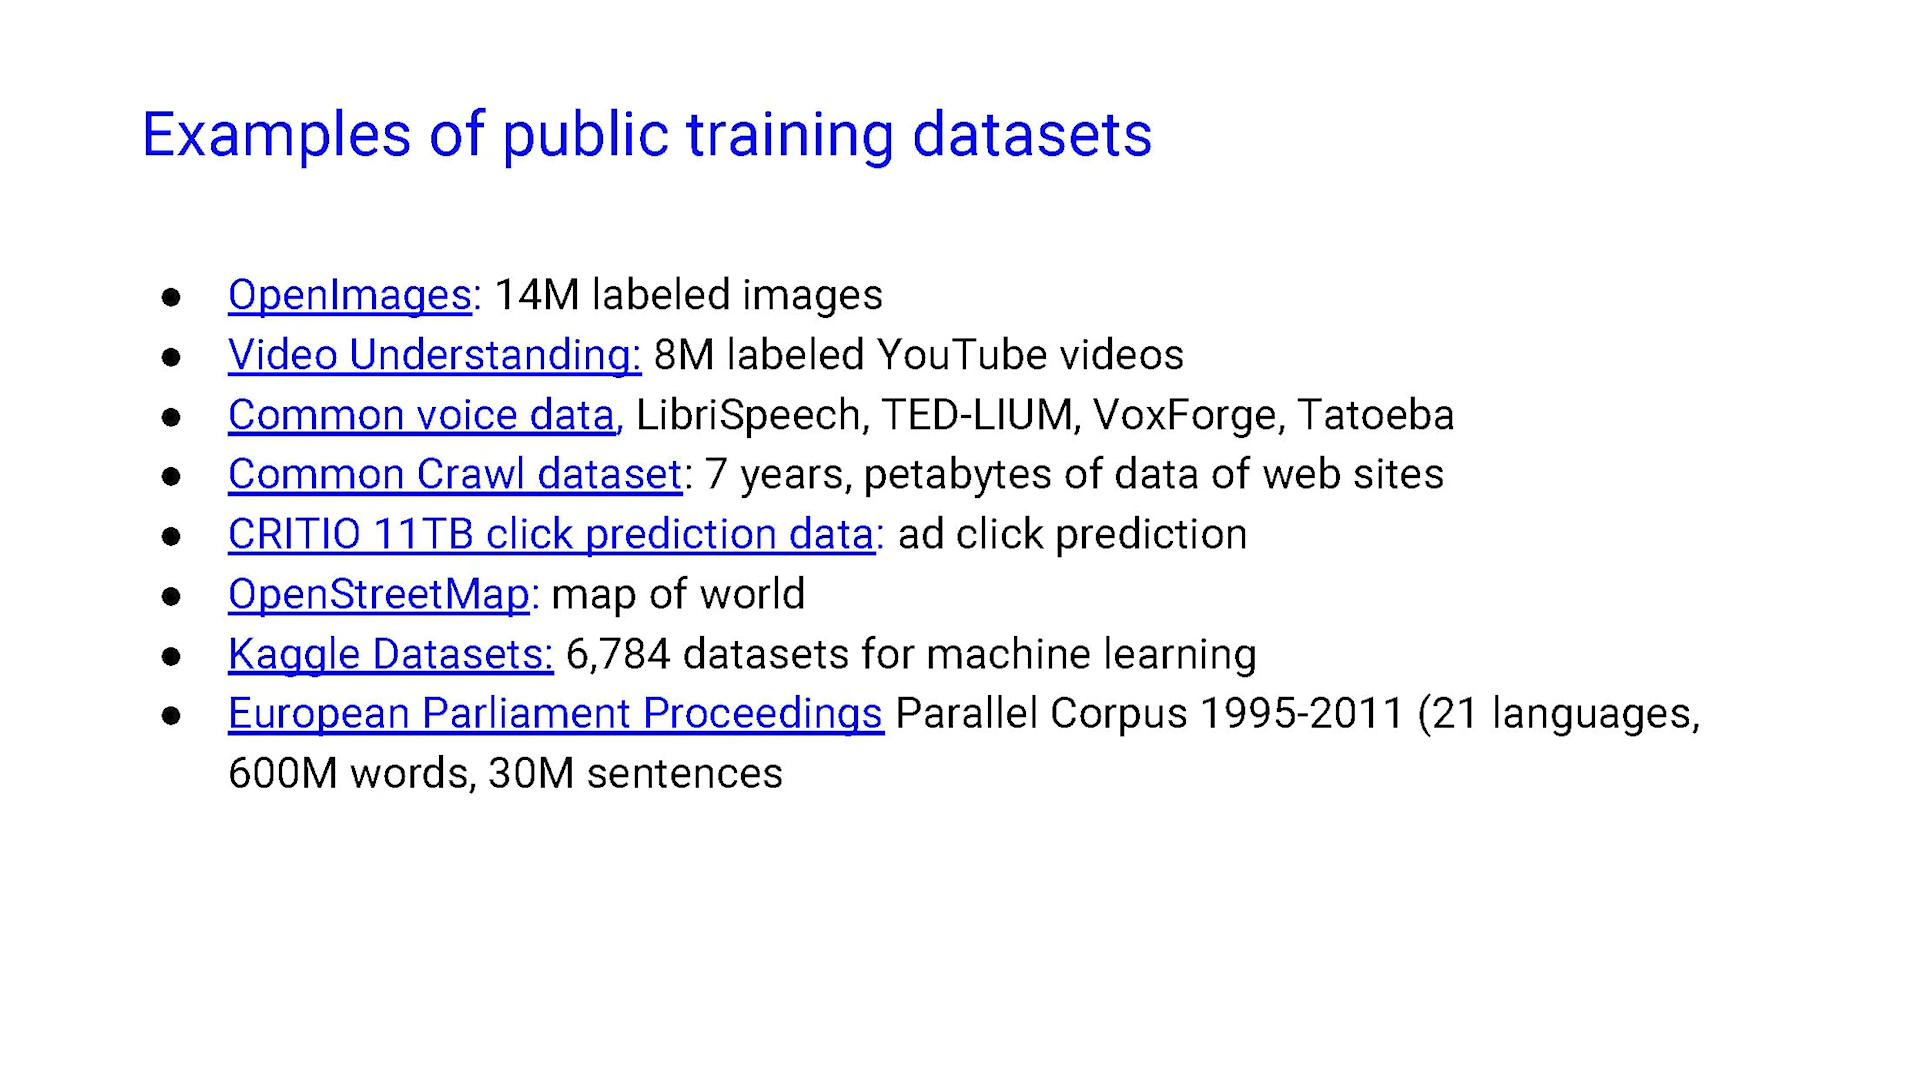 Examples of public training datasets
● OpenImages: 14M labeled images
● Video Understanding: 8M labeled YouTube videos
● Common voice data, LibriSpeech, TED-LIUM, VoxForge, Tatoeba
● Common Crawl dataset: 7 years, petabytes of data of web sites
● CRITIO 11TB click prediction data: ad click prediction
● OpenStreetMap: map of world
● Kaggle Datasets: 6,784 datasets for machine learning
● European Parliament Proceedings Parallel Corpus 1995-2011 (21 languages,
600M words, 30M sentences